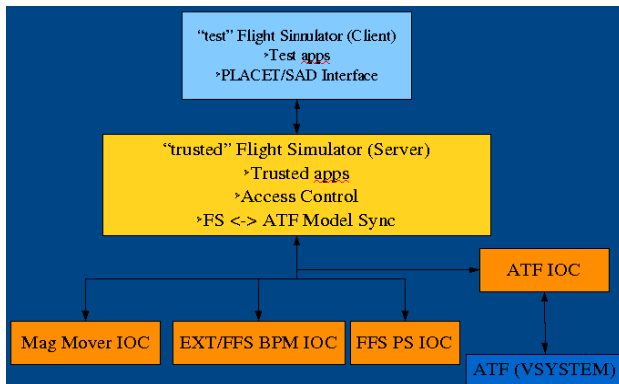 “test” Flight Simulator (Client)
Test apps
PLACET/SAD Interface
“trusted” Flight Simulator (Server)
Trusted apps
Access Control
FS <-> ATF Model Sync
ATF IOC
Mag Mover IOC
EXT/FFS BPM IOC
FFS PS IOC
ATF (VSYSTEM)